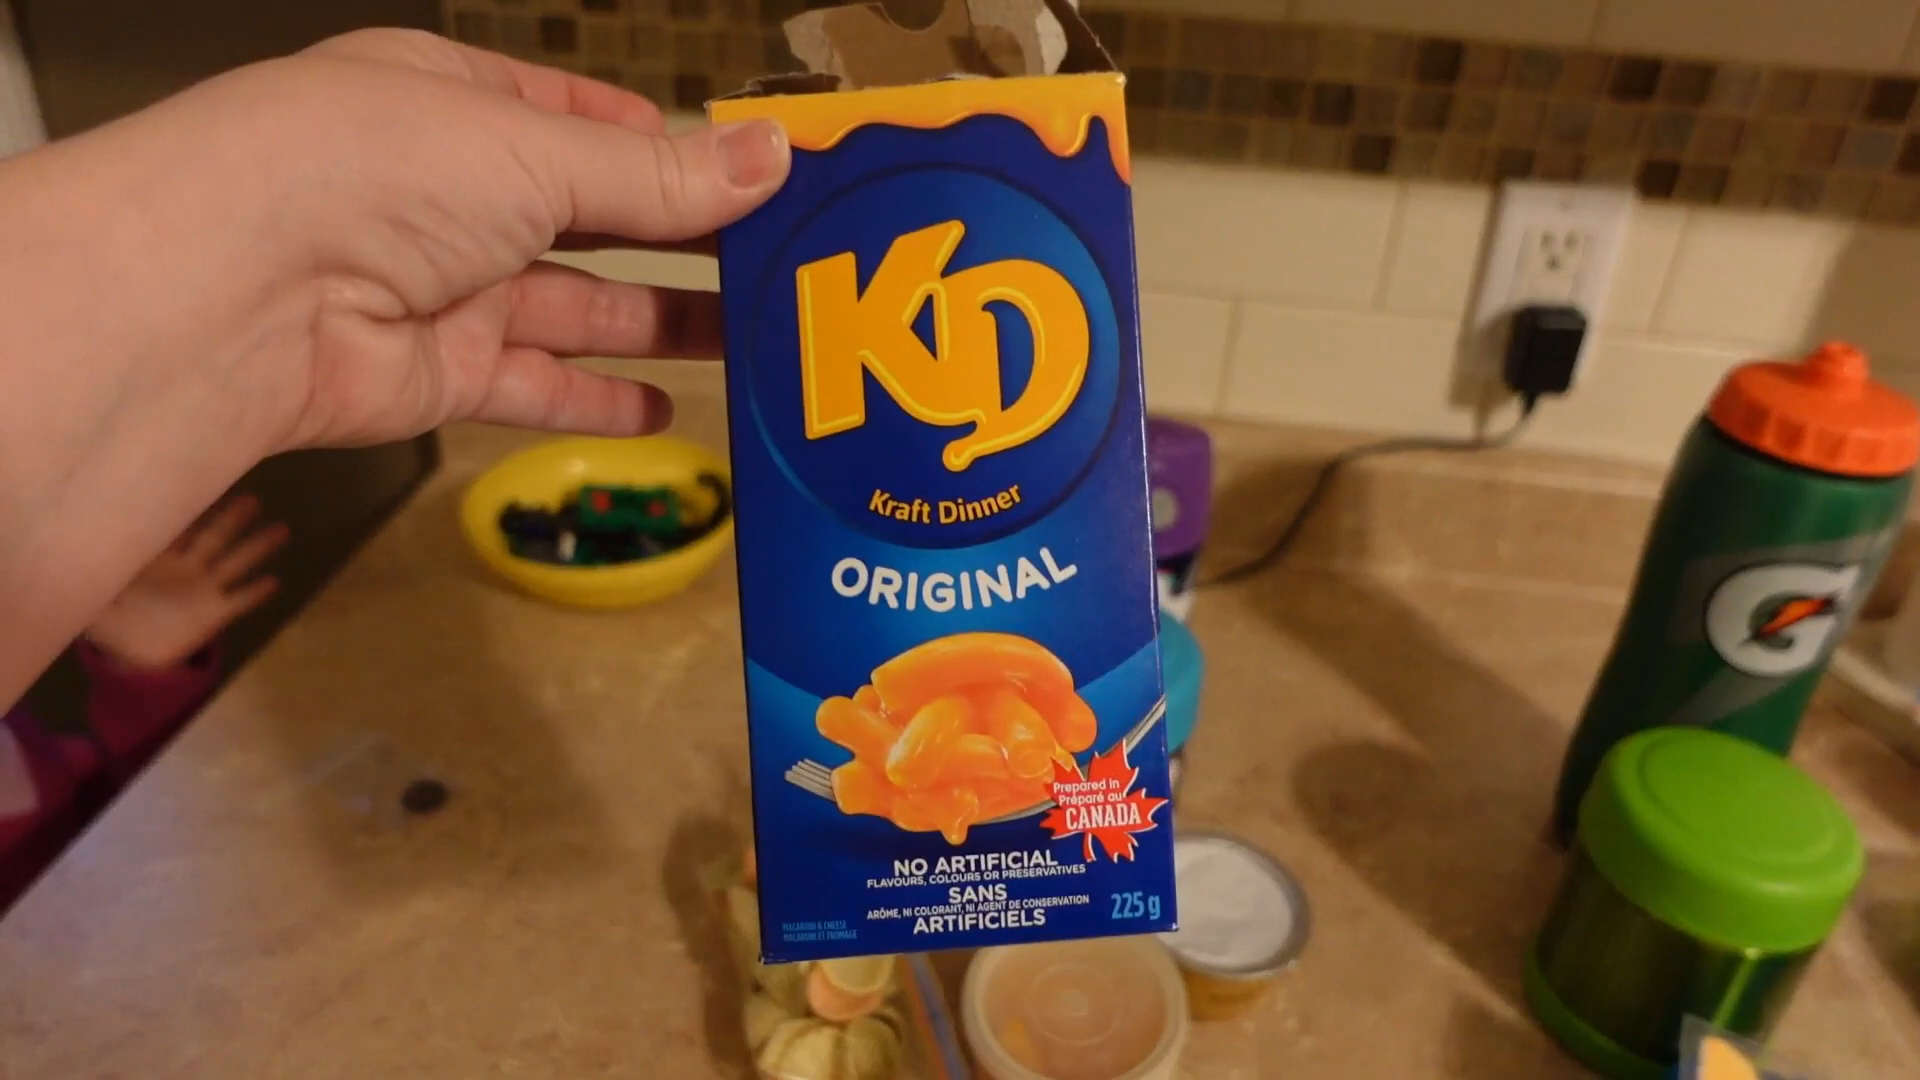 KD
Kraft Dinner
ORIGINAL
Prepared in
Préparé au
CANADA
NO ARTIFICIAL
FLAVOURS, COLOURS OR PRESERVATIVES
SANS
ARÔME, NI COLORANT, NI AGENT DE CONSERVATION
ARTIFICIELS
225 g
MACARONI & CHEESE
MACARONI ET FROMAGE
G